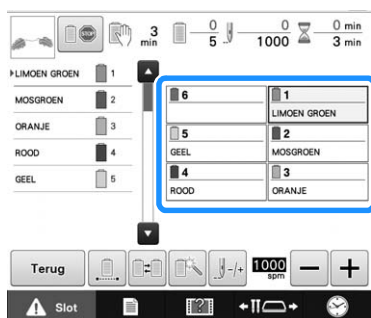 3 min 0 5 0 1000 0 min 3 min
LIMOEN GROEN 1
MOSGROEN 2
ORANJE 3
ROOD 4
GEEL 5
6 1
LIMOEN GROEN
5 2
GEEL MOSGROEN
4 3
ROOD ORANJE
Terug -/+ 1000 spm − +
Slot ?